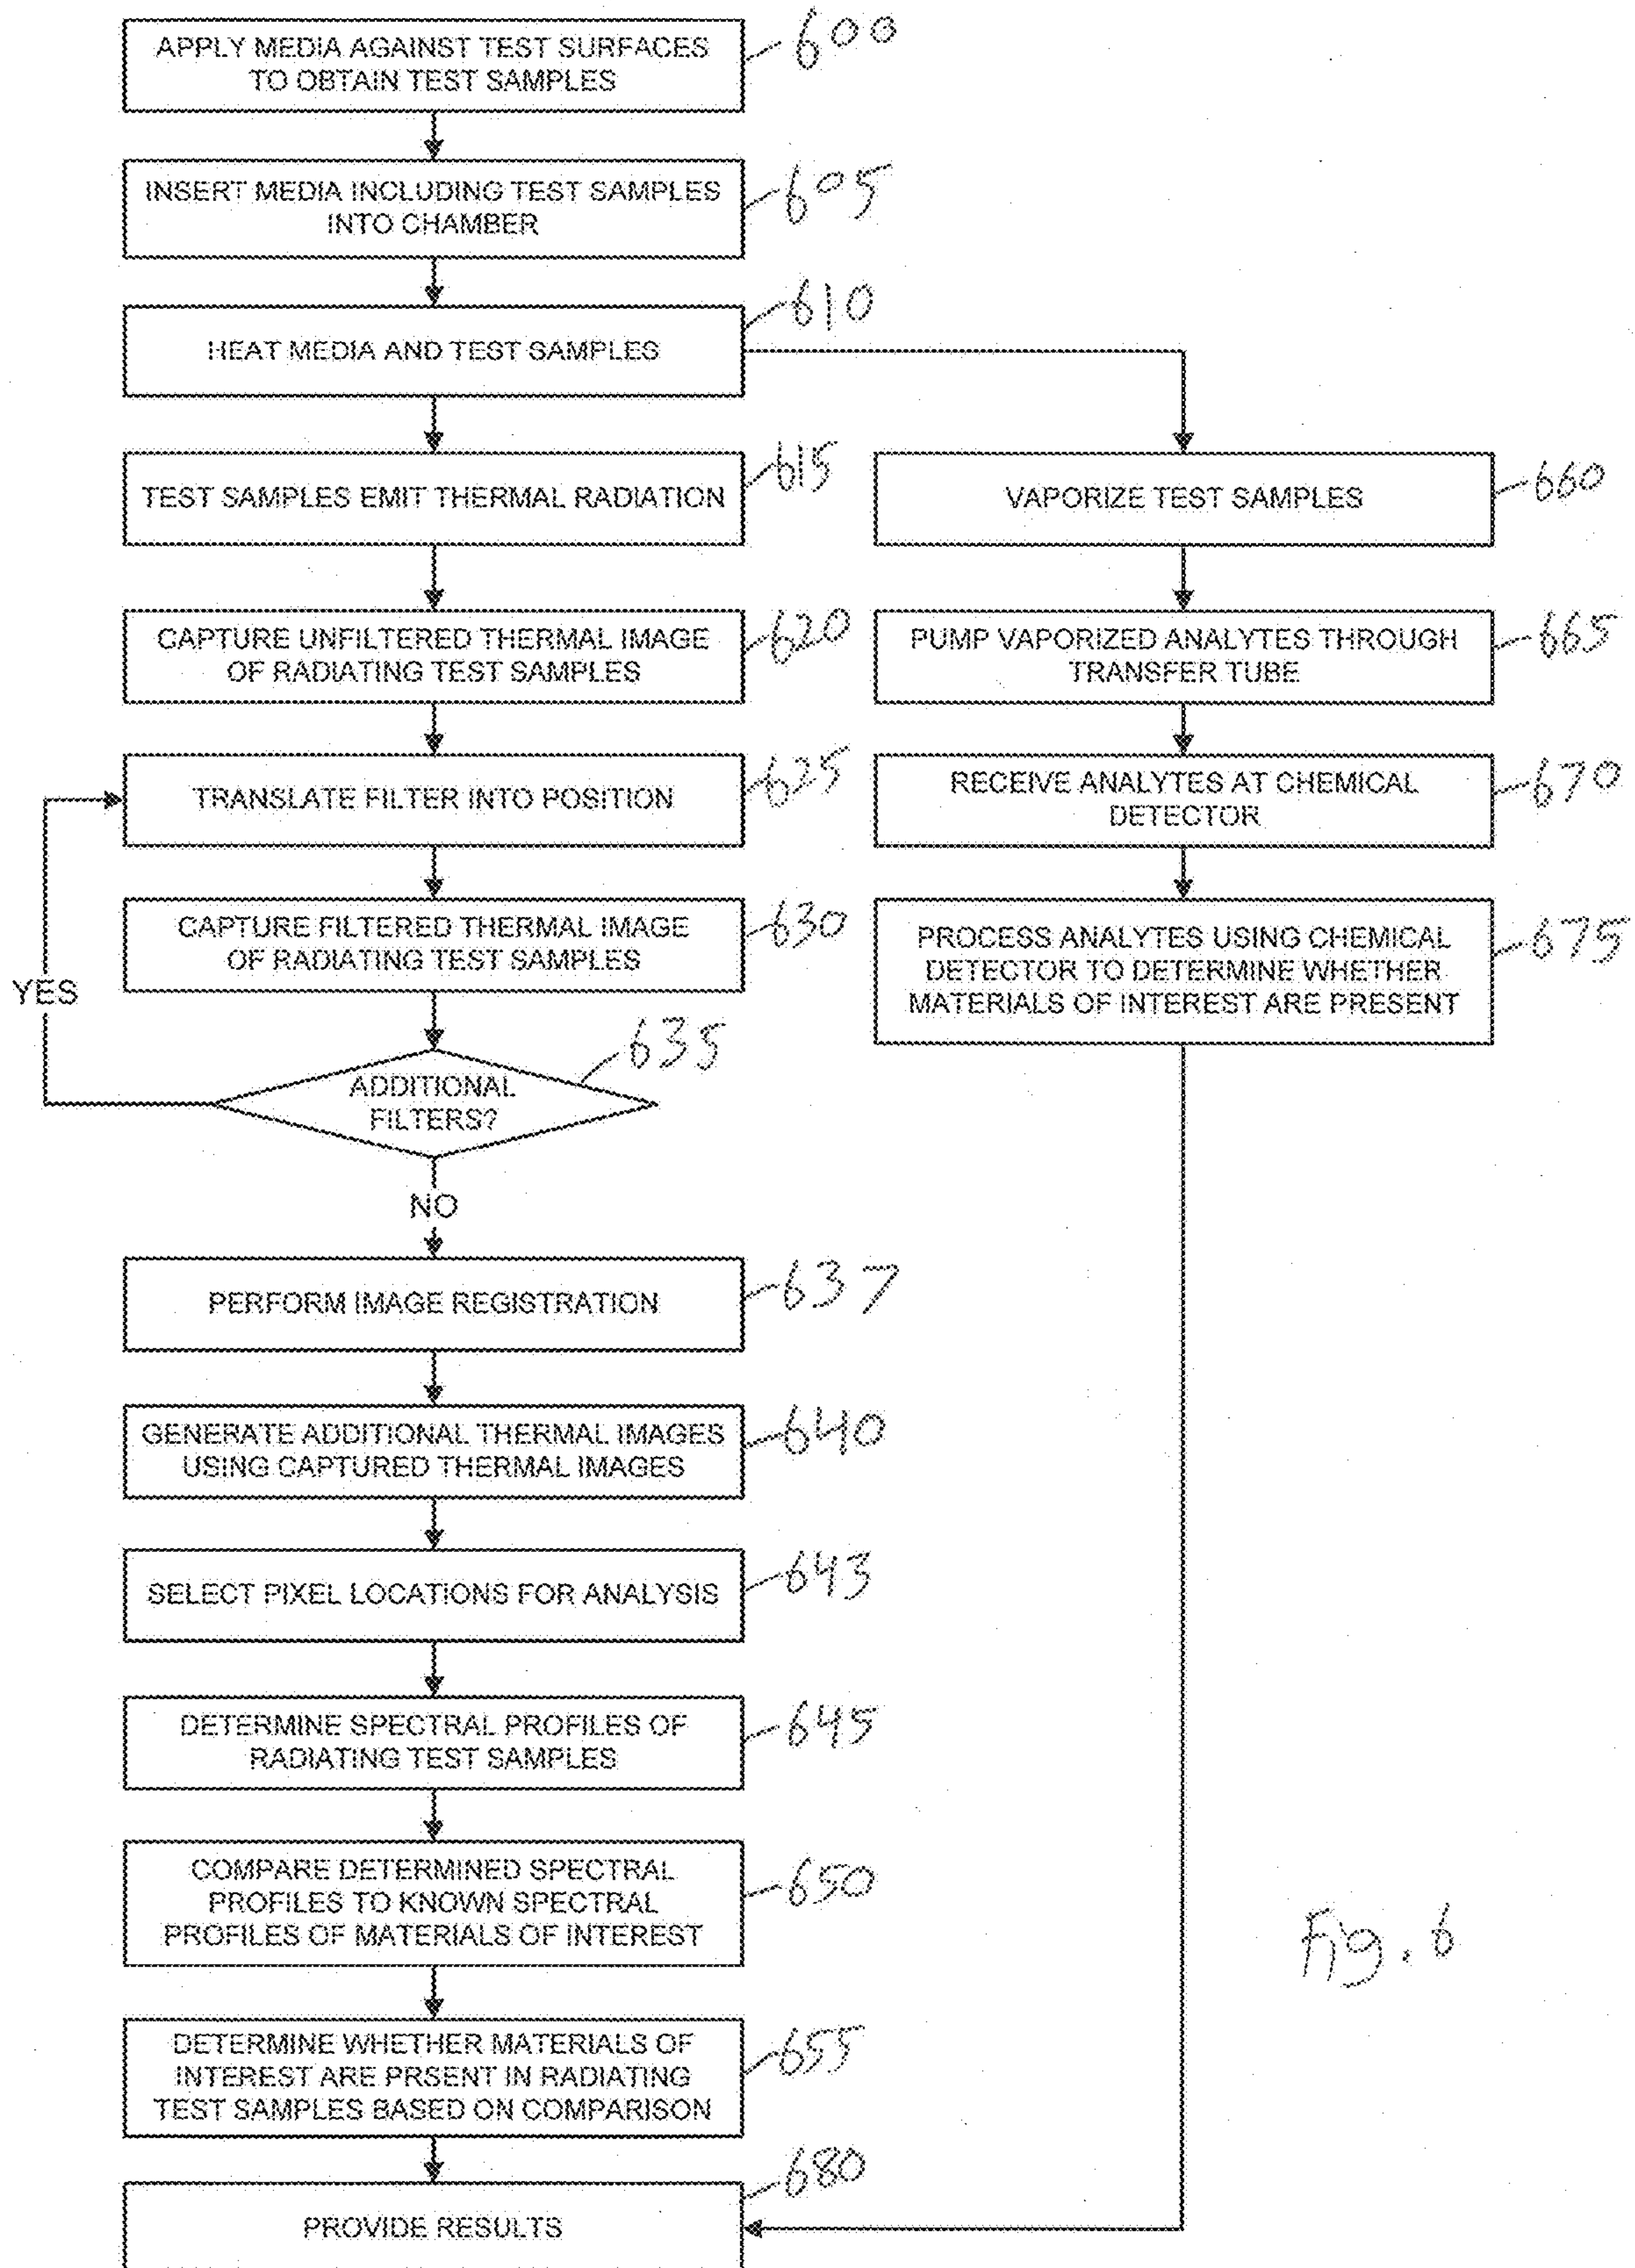 APPLY MEDIA AGAINST TEST SURFACES
TO OBTAIN TEST SAMPLES
600
INSERT MEDIA INCLUDING TEST SAMPLES
INTO CHAMBER
605
HEAT MEDIA AND TEST SAMPLES
610
TEST SAMPLES EMIT THERMAL RADIATION
615
VAPORIZE TEST SAMPLES
660
CAPTURE UNFILTERED THERMAL IMAGE
OF RADIATING TEST SAMPLES
620
PUMP VAPORIZED ANALYTES THROUGH
TRANSFER TUBE
665
TRANSLATE FILTER INTO POSITION
625
RECEIVE ANALYTES AT CHEMICAL
DETECTOR
670
CAPTURE FILTERED THERMAL IMAGE
OF RADIATING TEST SAMPLES
630
PROCESS ANALYTES USING CHEMICAL
DETECTOR TO DETERMINE WHETHER
MATERIALS OF INTEREST ARE PRESENT
675
YES
ADDITIONAL
FILTERS?
635
NO
PERFORM IMAGE REGISTRATION
637
GENERATE ADDITIONAL THERMAL IMAGES
USING CAPTURED THERMAL IMAGES
640
SELECT PIXEL LOCATIONS FOR ANALYSIS
643
DETERMINE SPECTRAL PROFILES OF
RADIATING TEST SAMPLES
645
COMPARE DETERMINED SPECTRAL
PROFILES TO KNOWN SPECTRAL
PROFILES OF MATERIALS OF INTEREST
650
Fig. 6
DETERMINE WHETHER MATERIALS OF
INTEREST ARE PRSENT IN RADIATING
TEST SAMPLES BASED ON COMPARISON
655
PROVIDE RESULTS
680